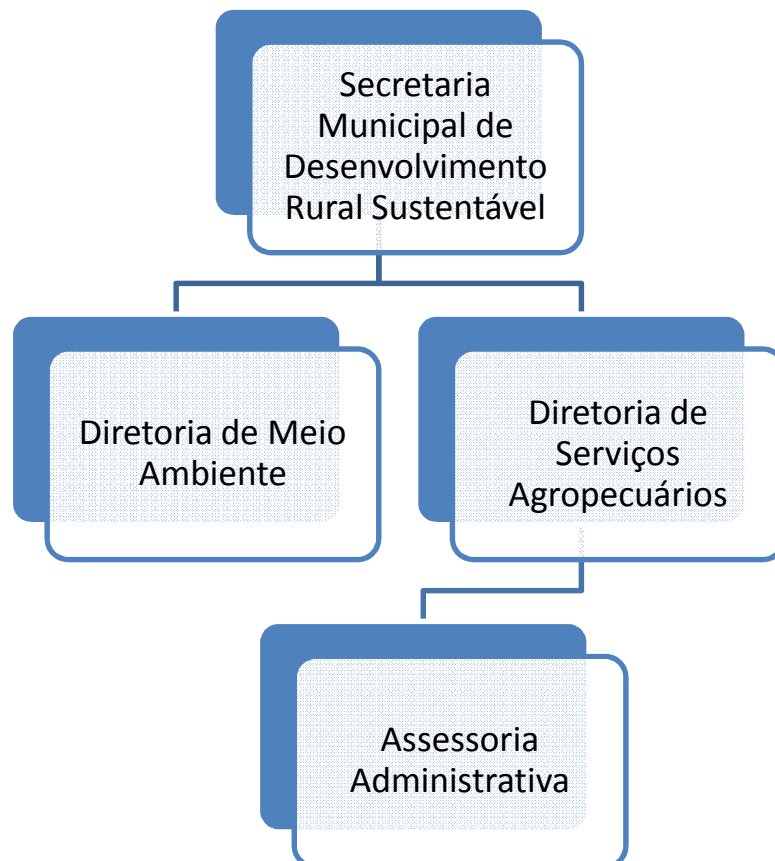 Secretaria
Municipal de
Desenvolvimento
Rural Sustentável
Diretoria de Meio
Ambiente
Diretoria de
Serviços
Agropecuários
Assessoria
Administrativa